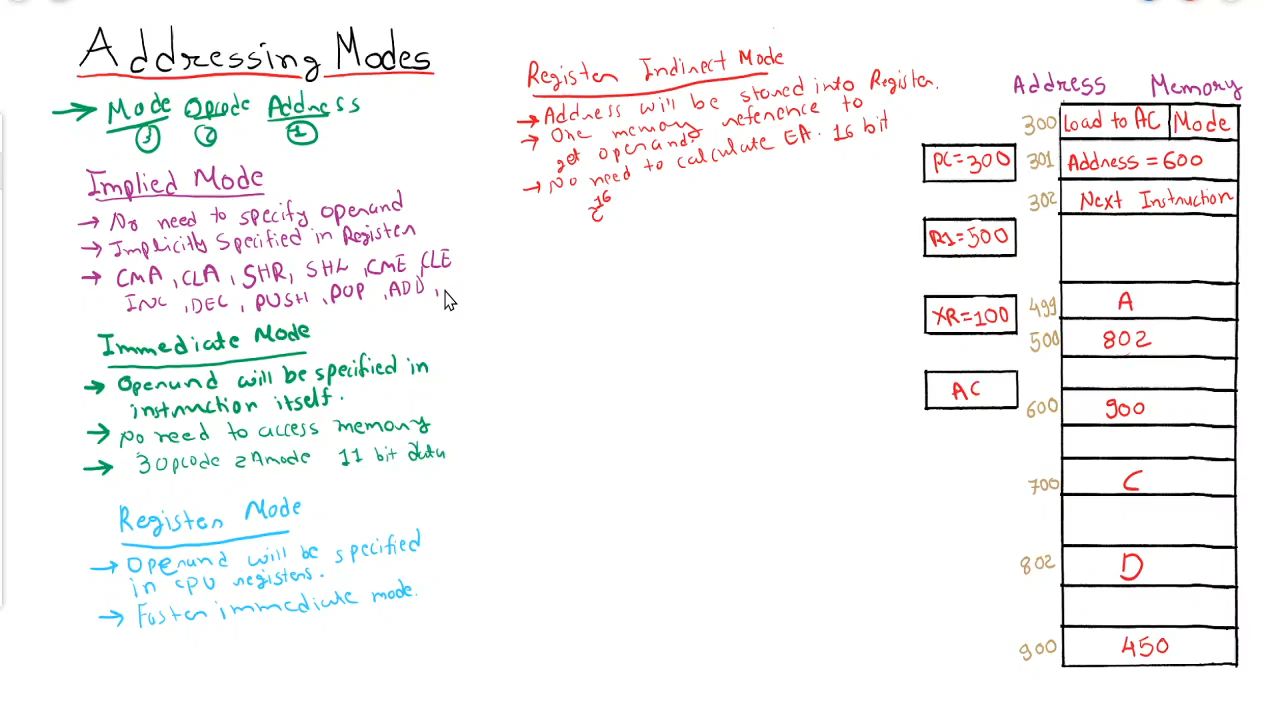 Addressing Modes
Mode Opcode Address
3 2 1
Implied Mode
→ No need to specify operand
→ Implicitly Specified in Register
→ CMA, CLA, SHR, SHL, CME, CLE
INC, DEC, PUSH, POP, ADD,
Immediate Mode
→ Operand will be specified in
instruction itself.
→ no need to access memory
→ 3 opcode 2 Amode 11 bit data
Register Mode
→ Operand will be specified
in CPU registers.
→ Faster immediate mode.
Register Indirect Mode
→ Address will be stored into Register.
→ One memory reference to
get operand.
→ No need to calculate EA. 16 bit
2^16
PC=300
R1=500
XR=100
AC
Address Memory
300 Load to AC Mode
301 Address = 600
302 Next Instruction
499 A
500 802
600 900
700 C
802 D
900 450